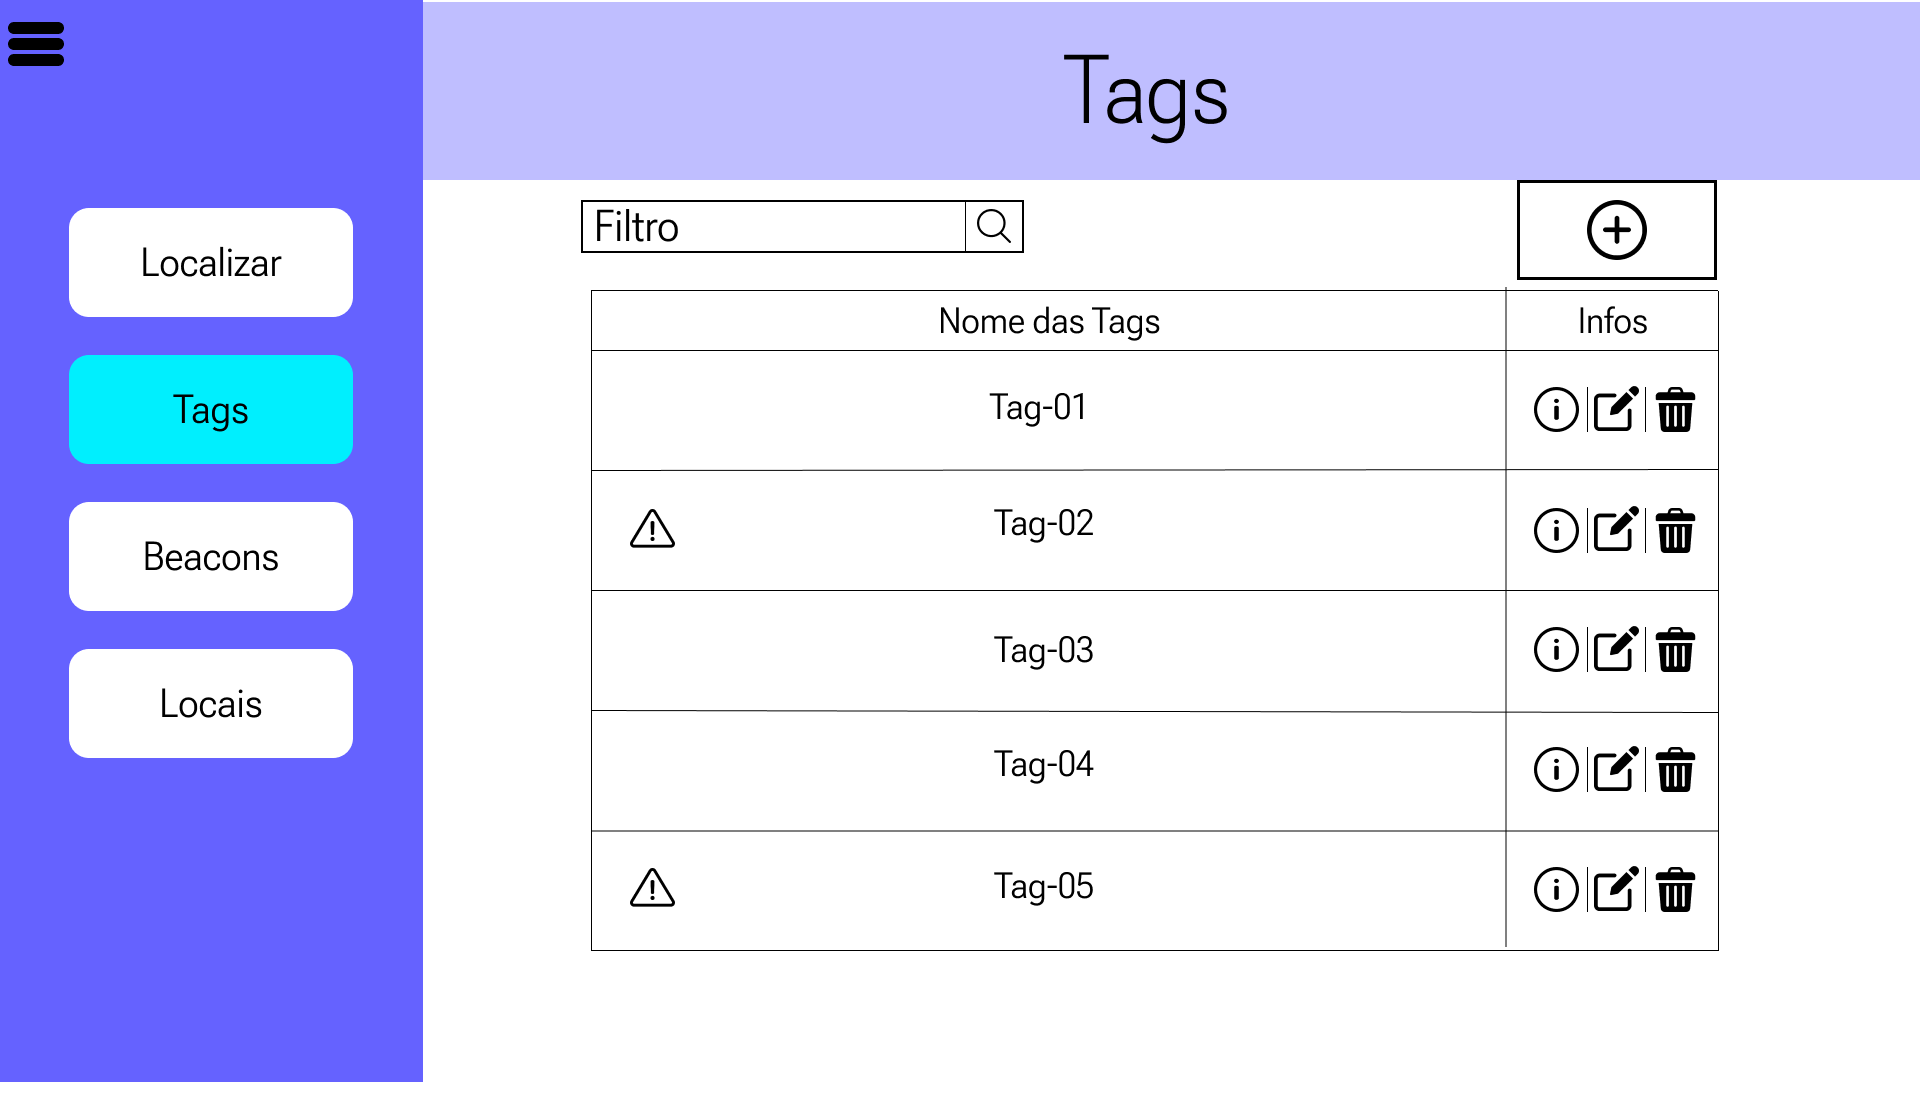 Tags
Localizar
Tags
Beacons
Locais
Filtro
Nome das Tags Infos
Tag-01
Tag-02
Tag-03
Tag-04
Tag-05